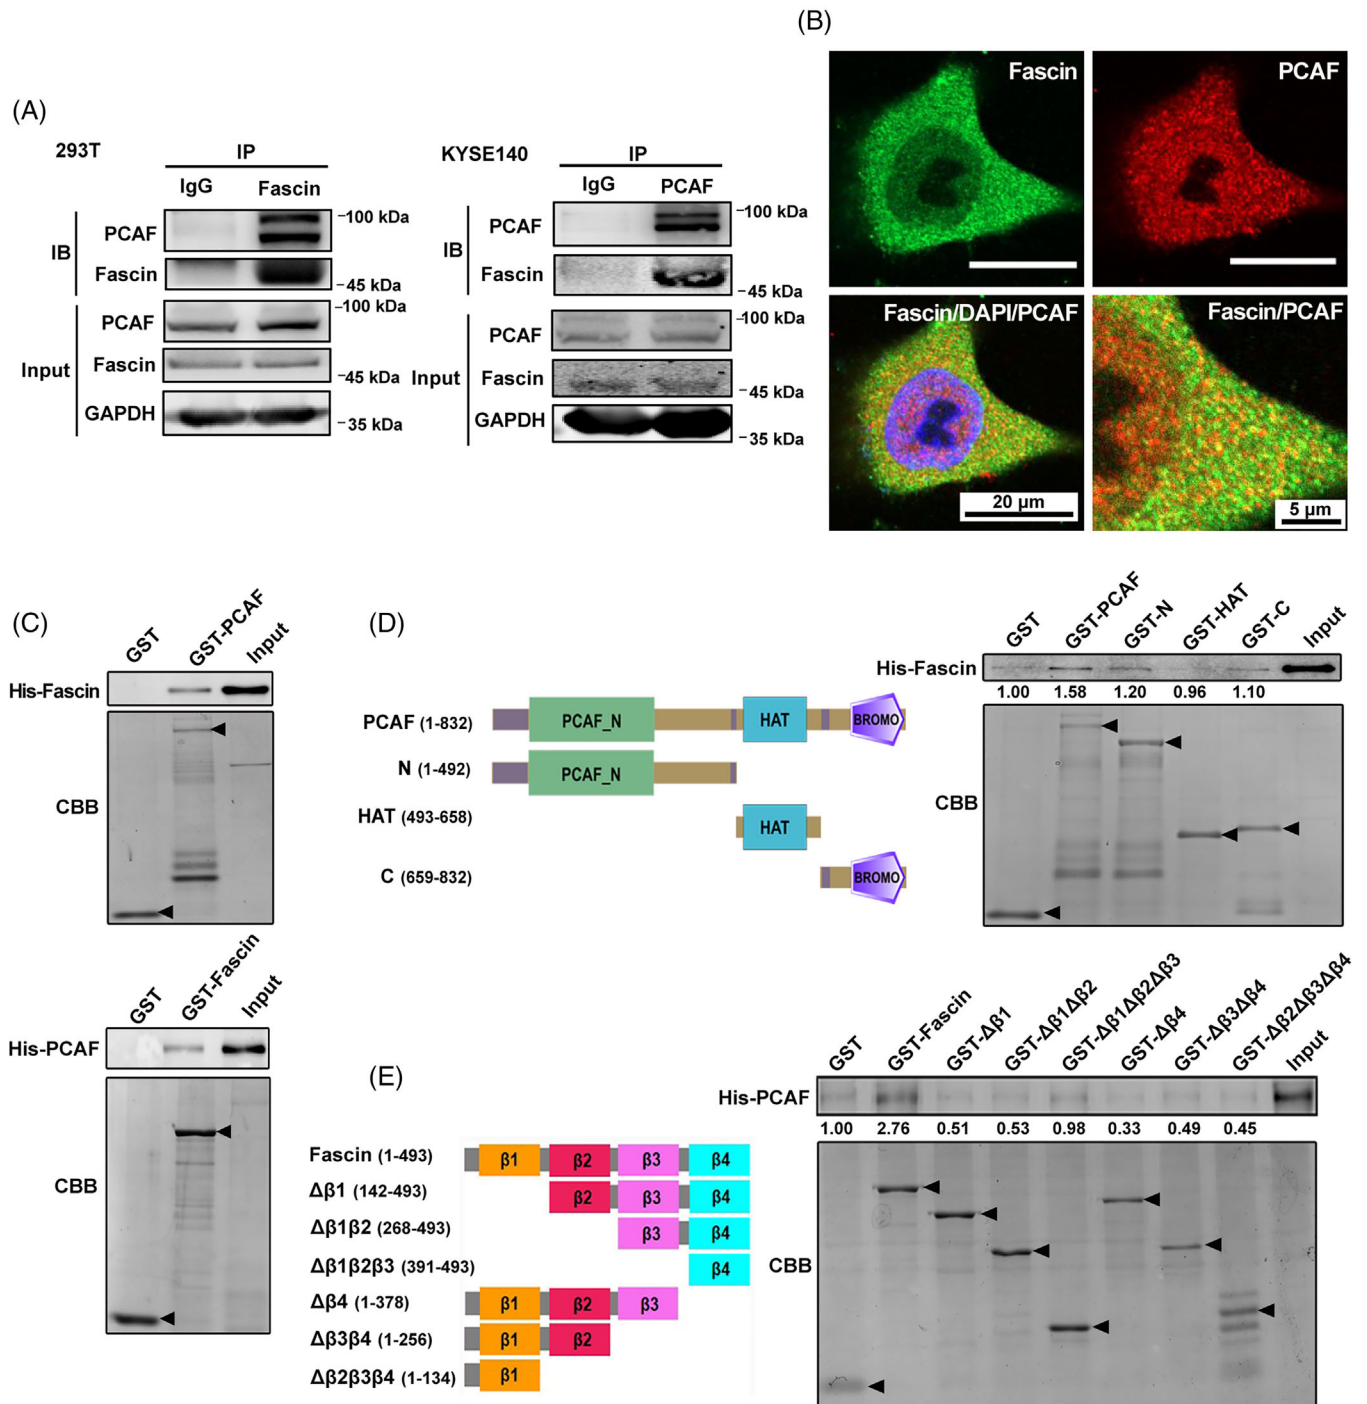 (A)
293T
IP
IgG Fascin
IB
PCAF
-100 kDa
Fascin
-45 kDa
Input
PCAF
-100 kDa
Fascin
-45 kDa
GAPDH
-35 kDa
KYSE140
IP
IgG PCAF
IB
PCAF
-100 kDa
Fascin
-45 kDa
Input
PCAF
-100 kDa
Fascin
-45 kDa
GAPDH
-35 kDa
(B)
Fascin
PCAF
Fascin/DAPI/PCAF
20 µm
Fascin/PCAF
5 µm
(C)
GST GST-PCAF Input
His-Fascin
CBB
GST GST-Fascin Input
His-PCAF
CBB
(D)
PCAF (1-832) PCAF_N HAT BROMO
N (1-492) PCAF_N
HAT (493-658) HAT
C (659-832) BROMO
GST GST-PCAF GST-N GST-HAT GST-C Input
His-Fascin
1.00 1.58 1.20 0.96 1.10
CBB
(E)
Fascin (1-493) β1 β2 β3 β4
Δβ1 (142-493) β2 β3 β4
Δβ1β2 (268-493) β3 β4
Δβ1β2β3 (391-493) β4
Δβ4 (1-378) β1 β2 β3
Δβ3β4 (1-256) β1 β2
Δβ2β3β4 (1-134) β1
GST GST-Fascin GST-Δβ1 GST-Δβ1Δβ2 GST-Δβ1Δβ2Δβ3 GST-Δβ4 GST-Δβ3Δβ4 GST-Δβ2Δβ3Δβ4 Input
His-PCAF
1.00 2.76 0.51 0.53 0.98 0.33 0.49 0.45
CBB